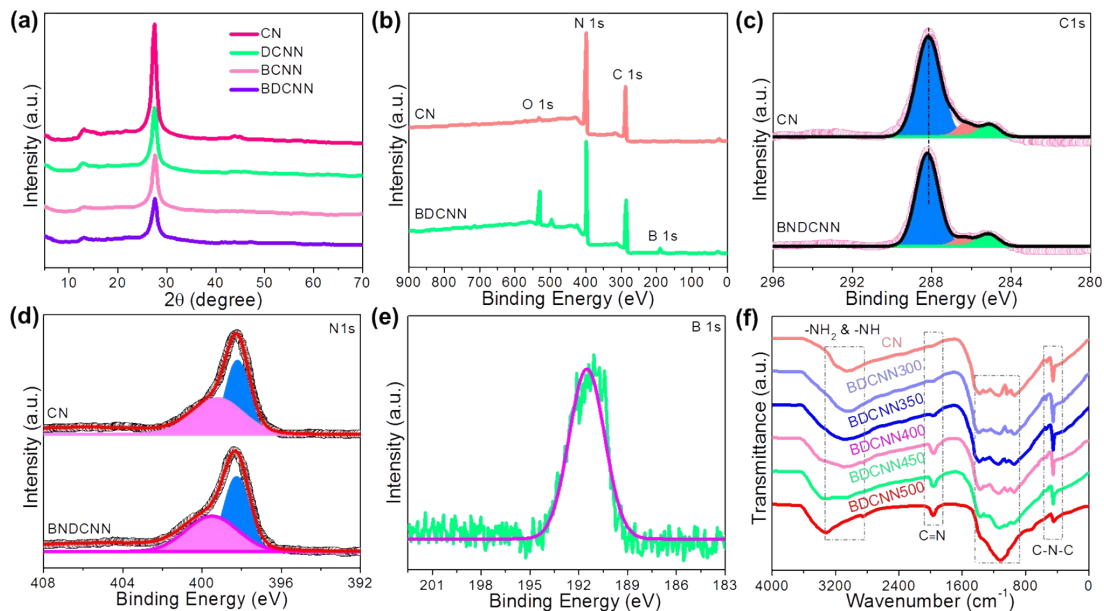 (a)
CN
DCNN
BCNN
BDCNN
Intensity (a.u.)
10 20 30 40 50 60 70
2θ (degree)
(b)
N 1s
C 1s
O 1s
CN
BDCNN
B 1s
Intensity (a.u.)
900 800 700 600 500 400 300 200 100 0
Binding Energy (eV)
(c)
C1s
CN
BNDCNN
Intensity (a.u.)
296 292 288 284 280
Binding Energy (eV)
(d)
N1s
CN
BNDCNN
Intensity (a.u.)
408 404 400 396 392
Binding Energy (eV)
(e)
B 1s
Intensity (a.u.)
201 198 195 192 189 186 183
Binding Energy (eV)
(f)
-NH2 & -NH
CN
BDCNN300
BDCNN350
BDCNN400
BDCNN450
BDCNN500
C=N
C-N-C
Transmittance (a.u.)
4000 3200 2400 1600 800 0
Wavenumber (cm-1)